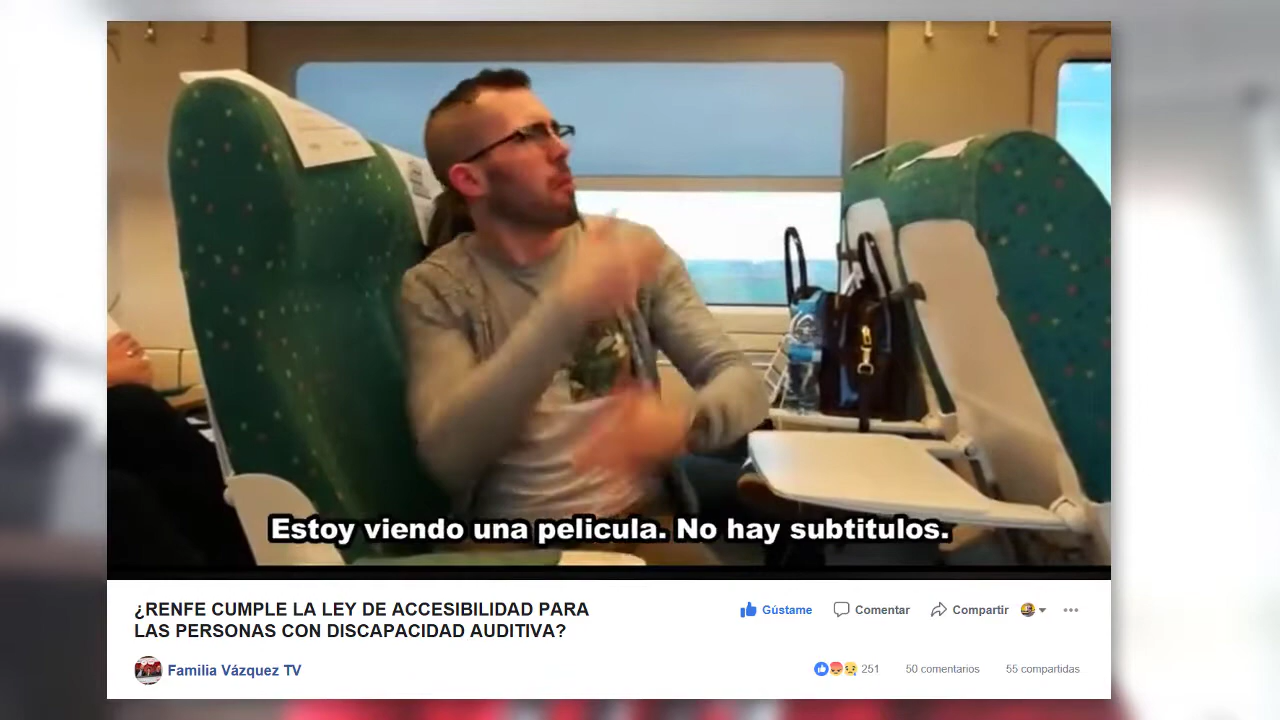 Estoy viendo una pelicula. No hay subtitulos.
¿RENFE CUMPLE LA LEY DE ACCESIBILIDAD PARA
LAS PERSONAS CON DISCAPACIDAD AUDITIVA?
Gústame
Comentar
Compartir
Familia Vázquez TV
251
50 comentarios
55 compartidas